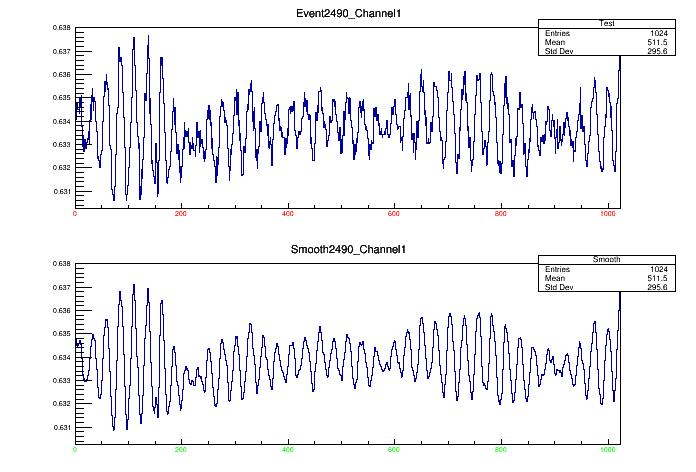 Event2490_Channel1
Test
Entries 1024
Mean 511.5
Std Dev 295.6
0.638
0.637
0.636
0.635
0.634
0.633
0.632
0.631
0 200 400 600 800 1000
Smooth2490_Channel1
Smooth
Entries 1024
Mean 511.5
Std Dev 295.6
0.638
0.637
0.636
0.635
0.634
0.633
0.632
0.631
0 200 400 600 800 1000